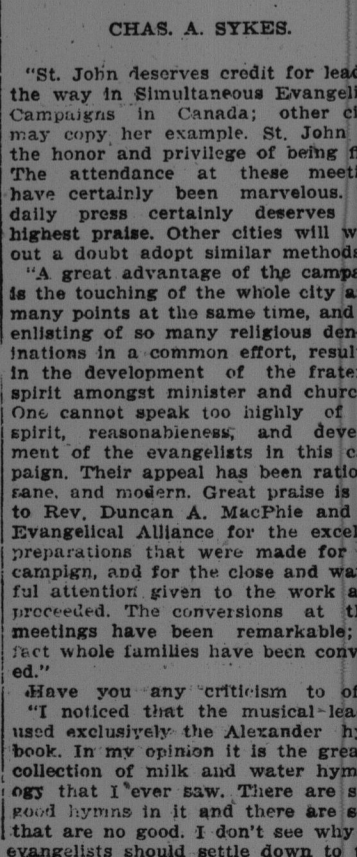 CHAS. A. SYKES.
"St. John deserves credit for lead
the way in Simultaneous Evangeli
Campaigns in Canada; other ci
may copy her example. St. John
the honor and privilege of being f
The attendance at these meeti
have certainly been marvelous.
daily press certainly deserves
highest praise. Other cities will w
out a doubt adopt similar methods
"A great advantage of the campa
is the touching of the whole city a
many points at the same time, and
enlisting of so many religious den
inations in a common effort, resul
in the development of the frate
spirit amongst minister and churc
One cannot speak too highly of
spirit, reasonableness, and deve
ment of the evangelists in this c
paign. Their appeal has been ratio
sane, and modern. Great praise is
to Rev. Duncan A. MacPhie and
Evangelical Alliance for the excel
preparations that were made for
campign, and for the close and wa
ful attention given to the work a
proceeded. The conversions at t
meetings have been remarkable;
fact whole families have been conv
ed."
Have you any criticism to of
"I noticed that the musical lea
used exclusively the Alexander h
book. In my opinion it is the grea
collection of milk and water hym
ogy that I ever saw. There are s
good hymns in it and there are s
that are no good. I don't see why
evangelists should settle down to